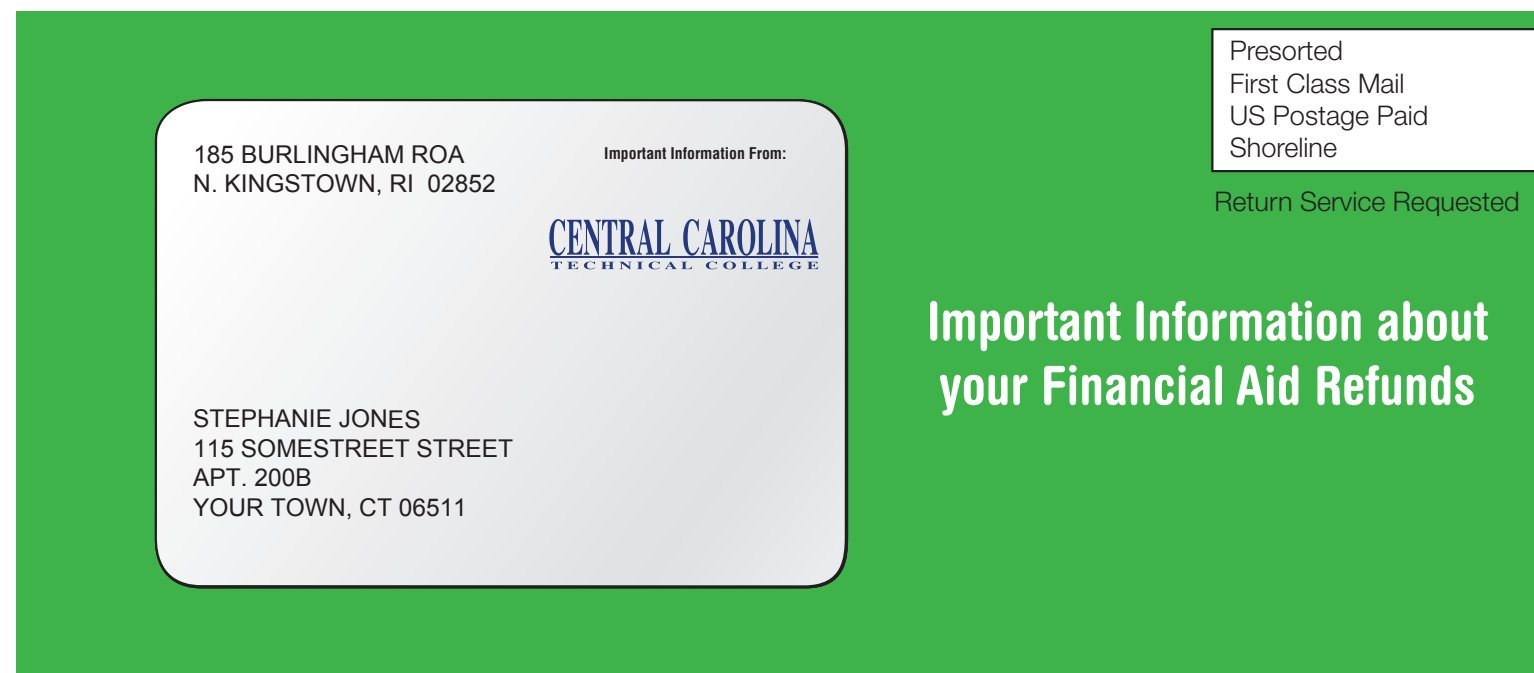 Presorted
First Class Mail
US Postage Paid
Shoreline
Return Service Requested
185 BURLINGHAM ROA
N. KINGSTOWN, RI 02852
Important Information From:
CENTRAL CAROLINA
TECHNICAL COLLEGE
STEPHANIE JONES
115 SOMESTREET STREET
APT. 200B
YOUR TOWN, CT 06511
Important Information about
your Financial Aid Refunds